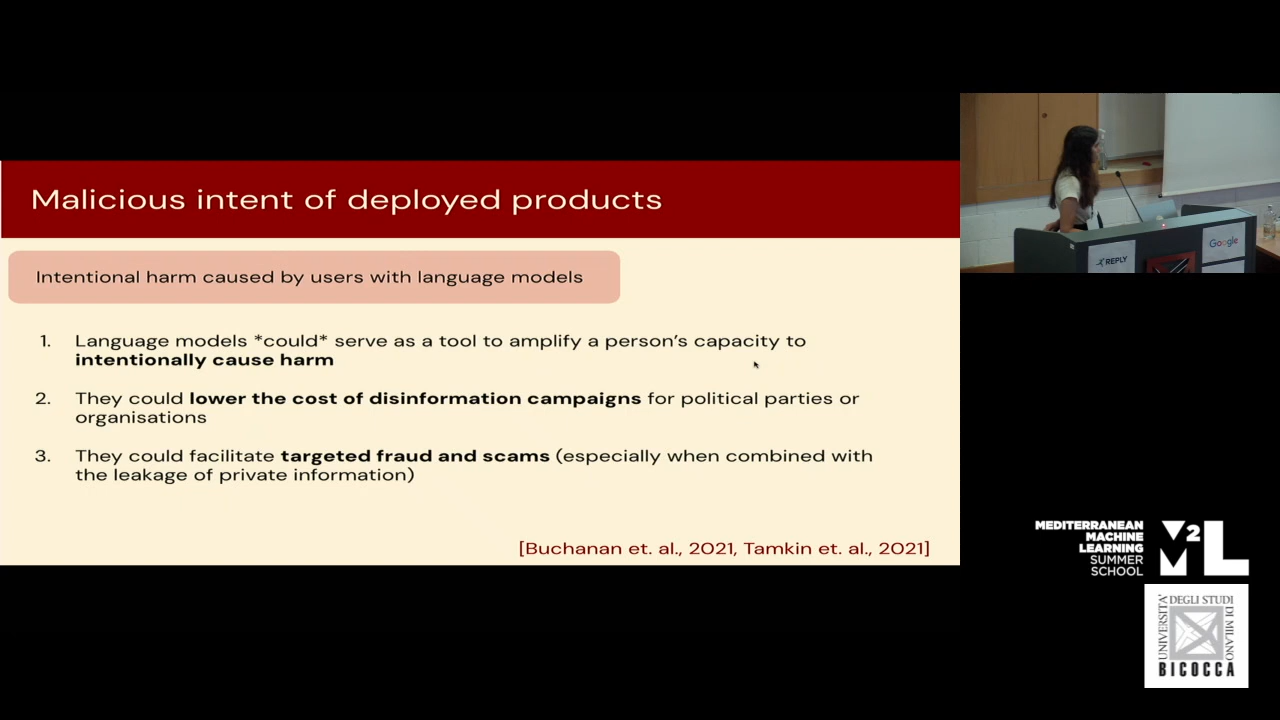 Malicious intent of deployed products
Intentional harm caused by users with language models
1. Language models *could* serve as a tool to amplify a person's capacity to
intentionally cause harm
2. They could lower the cost of disinformation campaigns for political parties or
organisations
3. They could facilitate targeted fraud and scams (especially when combined with
the leakage of private information)
[Buchanan et. al., 2021, Tamkin et. al., 2021]
REPLY
Google
MEDITERRANEAN
MACHINE
LEARNING
SUMMER
SCHOOL
M2L
UNIVERSITÀ
DEGLI STUDI
DI MILANO
BICOCCA